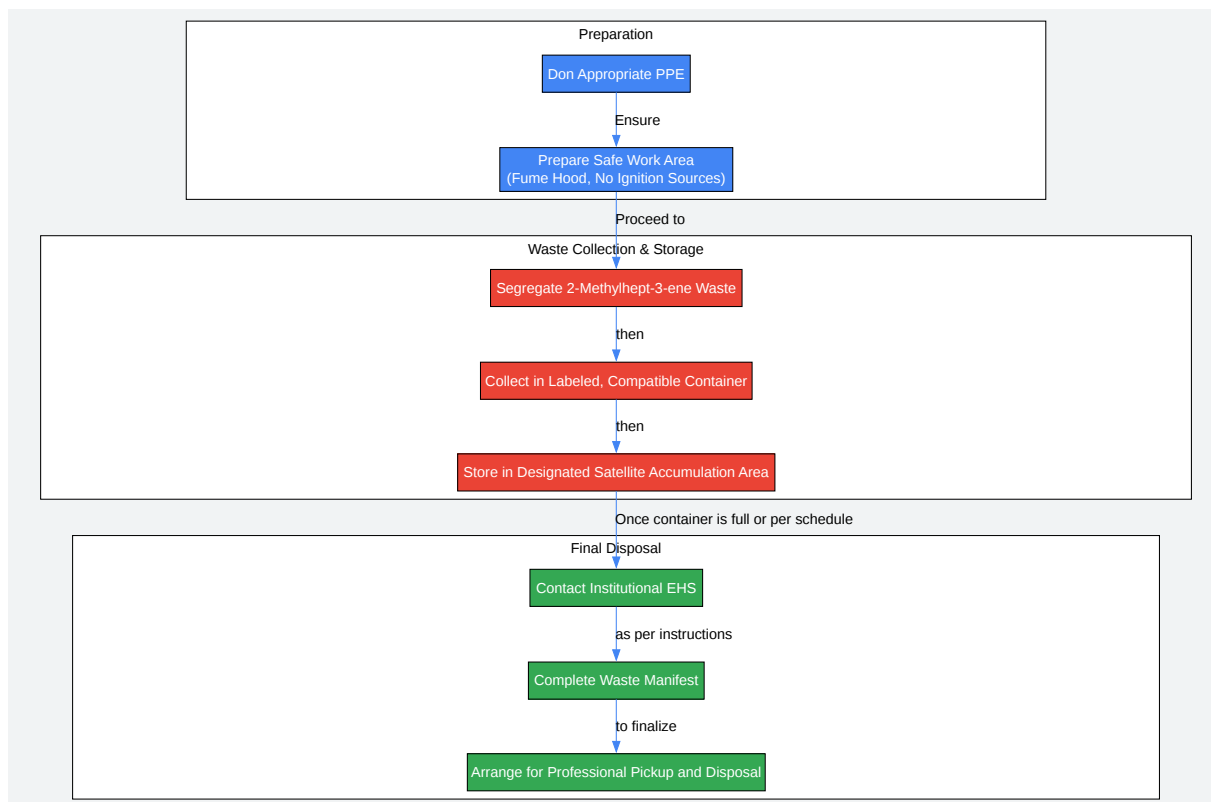 Preparation
Don Appropriate PPE
Ensure
Prepare Safe Work Area
(Fume Hood, No Ignition Sources)
Proceed to
Waste Collection & Storage
Segregate 2-Methylhept-3-ene Waste
then
Collect in Labeled, Compatible Container
then
Store in Designated Satellite Accumulation Area
Once container is full or per schedule
Final Disposal
Contact Institutional EHS
as per instructions
Complete Waste Manifest
to finalize
Arrange for Professional Pickup and Disposal